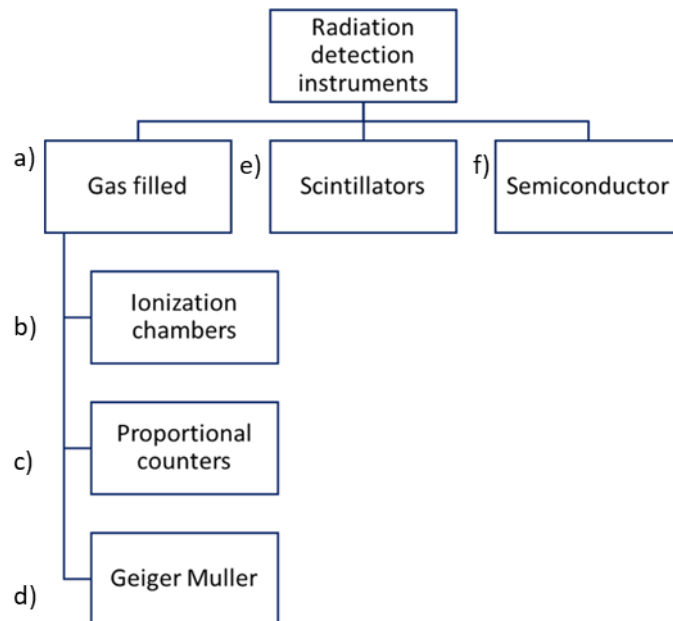 Radiation
detection
instruments
a)
Gas filled
e)
Scintillators
f)
Semiconductor
b)
Ionization
chambers
c)
Proportional
counters
d)
Geiger Muller